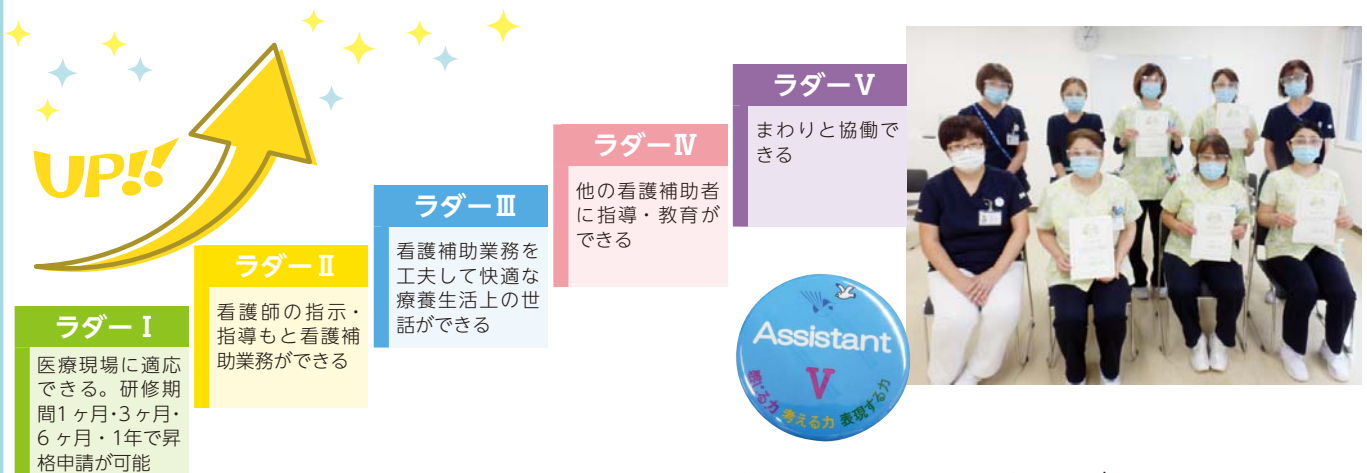 UP!!
ラダーⅠ
医療現場に適応
できる。研修期
間1ヶ月・3ヶ月・
6ヶ月・1年で昇
格申請が可能
ラダーⅡ
看護師の指示・
指導もと看護補
助業務ができる
ラダーⅢ
看護補助業務を
工夫して快適な
療養生活上の世
話ができる
ラダーⅣ
他の看護補助者
に指導・教育が
できる
ラダーⅤ
まわりと協働で
きる
Assistant
V
感じる力 考える力 表現する力